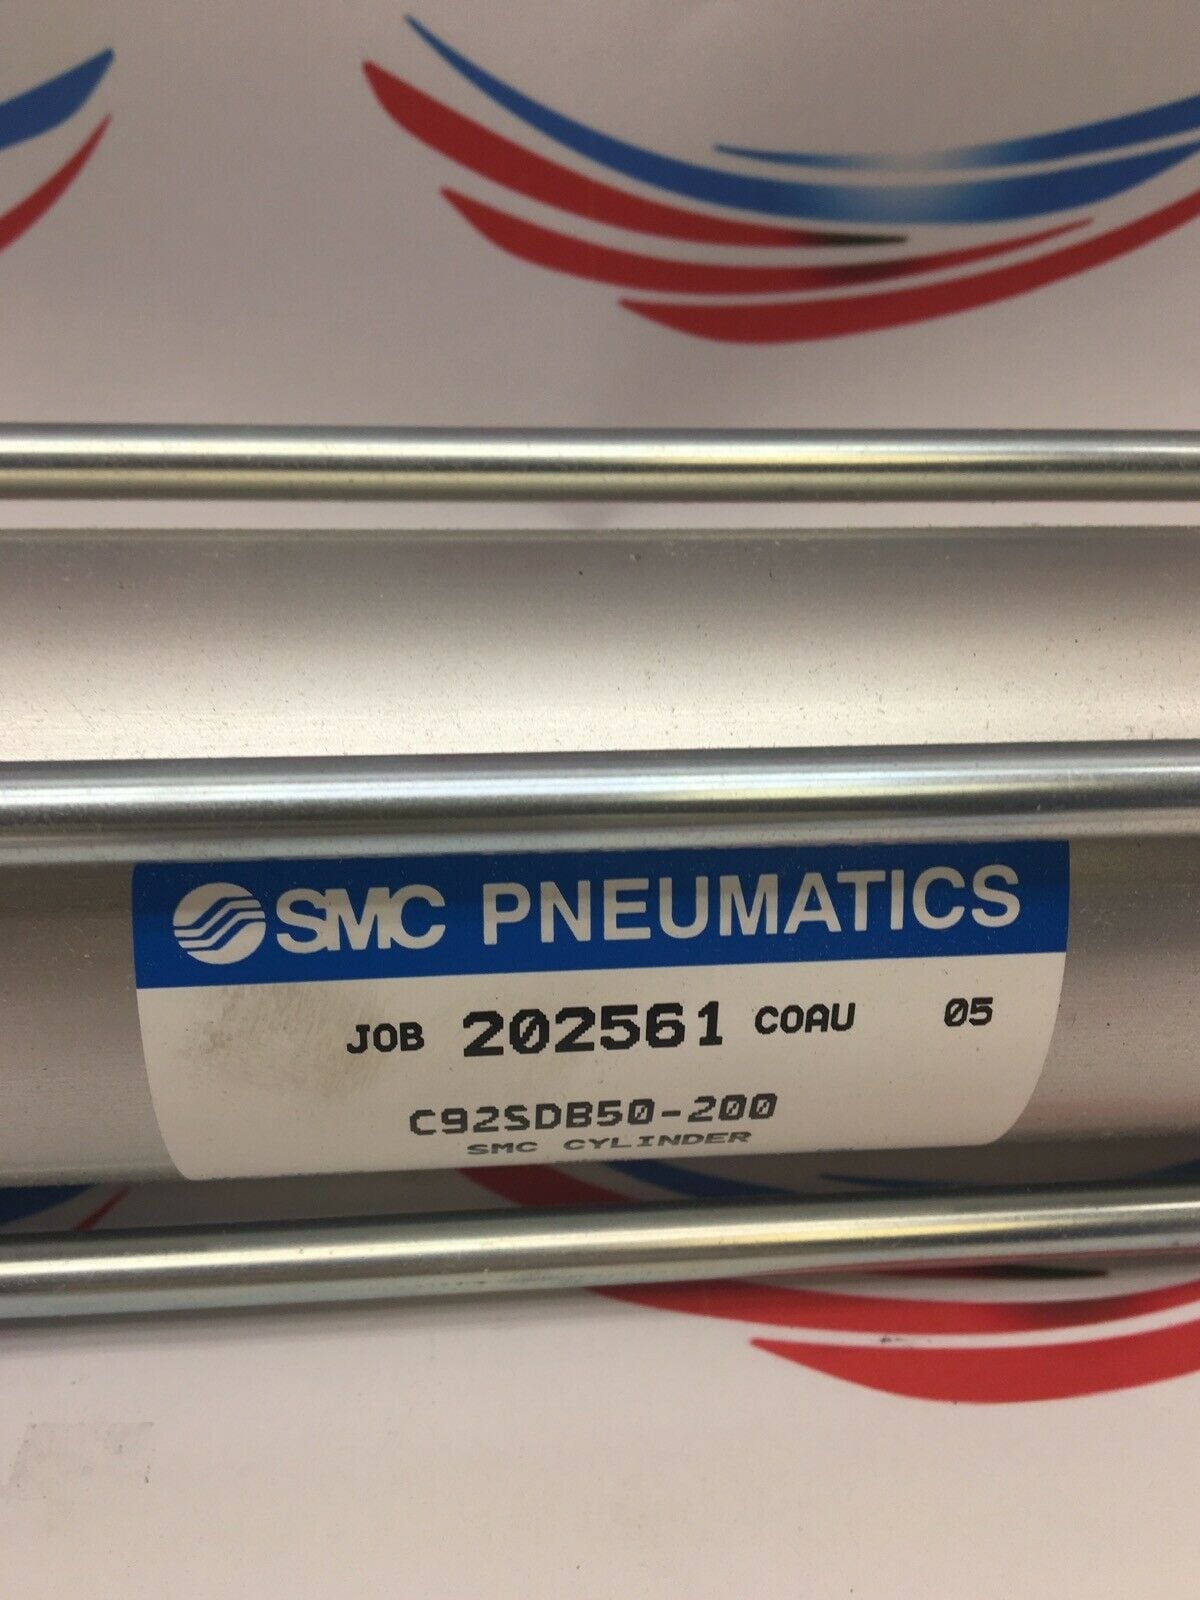 SMC PNEUMATICS
JOB 202561 COAU 05
C92SDB50-200
SMC CYLINDER